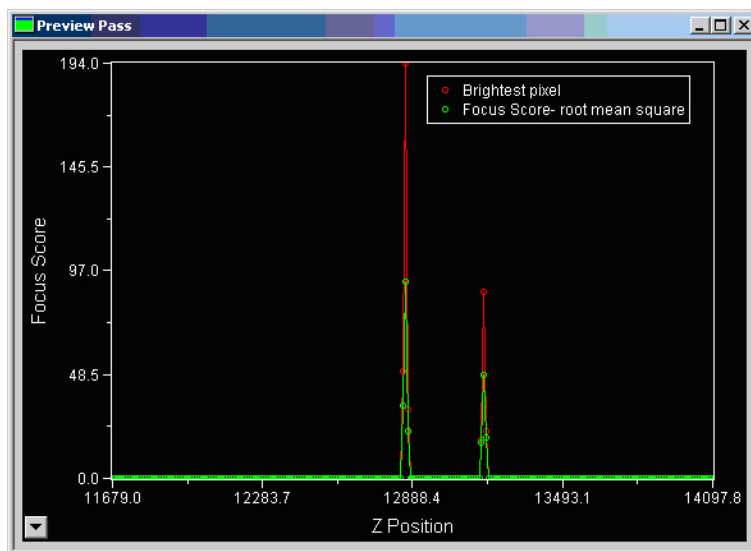 Preview Pass
194.0
Brightest pixel
Focus Score- root mean square
145.5
97.0
48.5
0.0
Focus Score
11679.0 12283.7 12888.4 13493.1 14097.8
Z Position